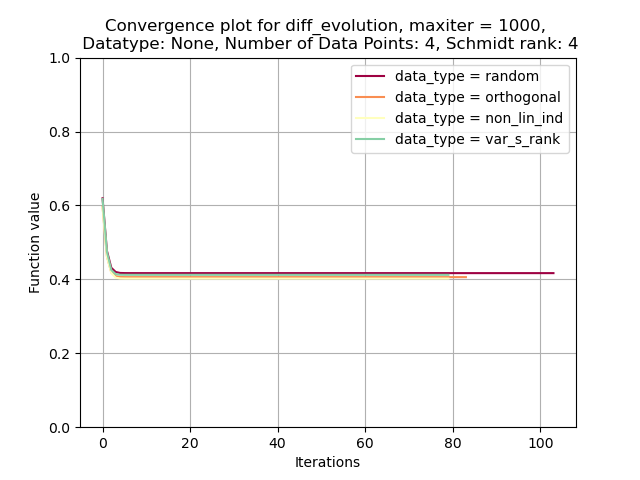 Convergence plot for diff_evolution, maxiter = 1000,
Datatype: None, Number of Data Points: 4, Schmidt rank: 4
data_type = random
data_type = orthogonal
data_type = non_lin_ind
data_type = var_s_rank
Function value
1.0
0.8
0.6
0.4
0.2
0.0
0 20 40 60 80 100
Iterations